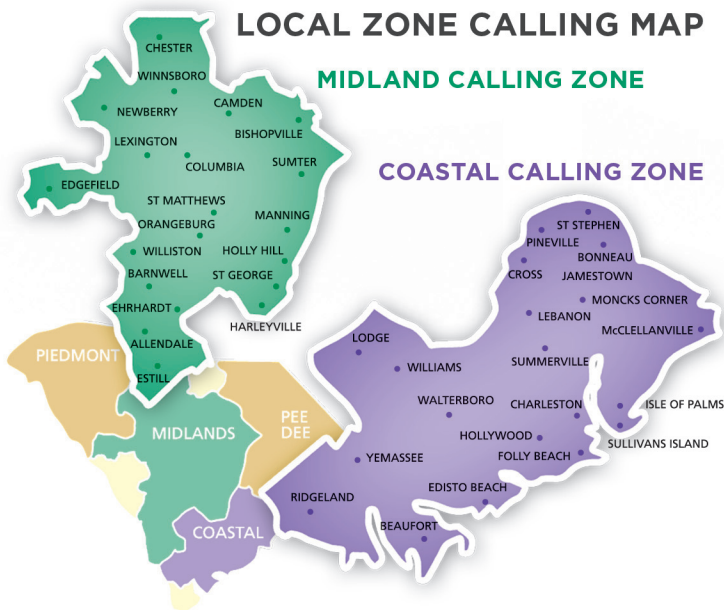 LOCAL ZONE CALLING MAP
MIDLAND CALLING ZONE
COASTAL CALLING ZONE
CHESTER
WINNSBORO
NEWBERRY
CAMDEN
BISHOPVILLE
LEXINGTON
COLUMBIA
SUMTER
EDGEFIELD
ST MATTHEWS
ORANGEBURG
MANNING
WILLISTON
HOLLY HILL
BARNWELL
ST GEORGE
EHRHARDT
HARLEYVILLE
ALLENDALE
ESTILL
ST STEPHEN
PINEVILLE
BONNEAU
CROSS
JAMESTOWN
MONCKS CORNER
LEBANON
McCLELLANVILLE
LODGE
SUMMERVILLE
WILLIAMS
WALTERBORO
CHARLESTON
ISLE OF PALMS
HOLLYWOOD
SULLIVANS ISLAND
YEMASSEE
FOLLY BEACH
EDISTO BEACH
RIDGELAND
BEAUFORT
PIEDMONT
MIDLANDS
PEE
DEE
COASTAL